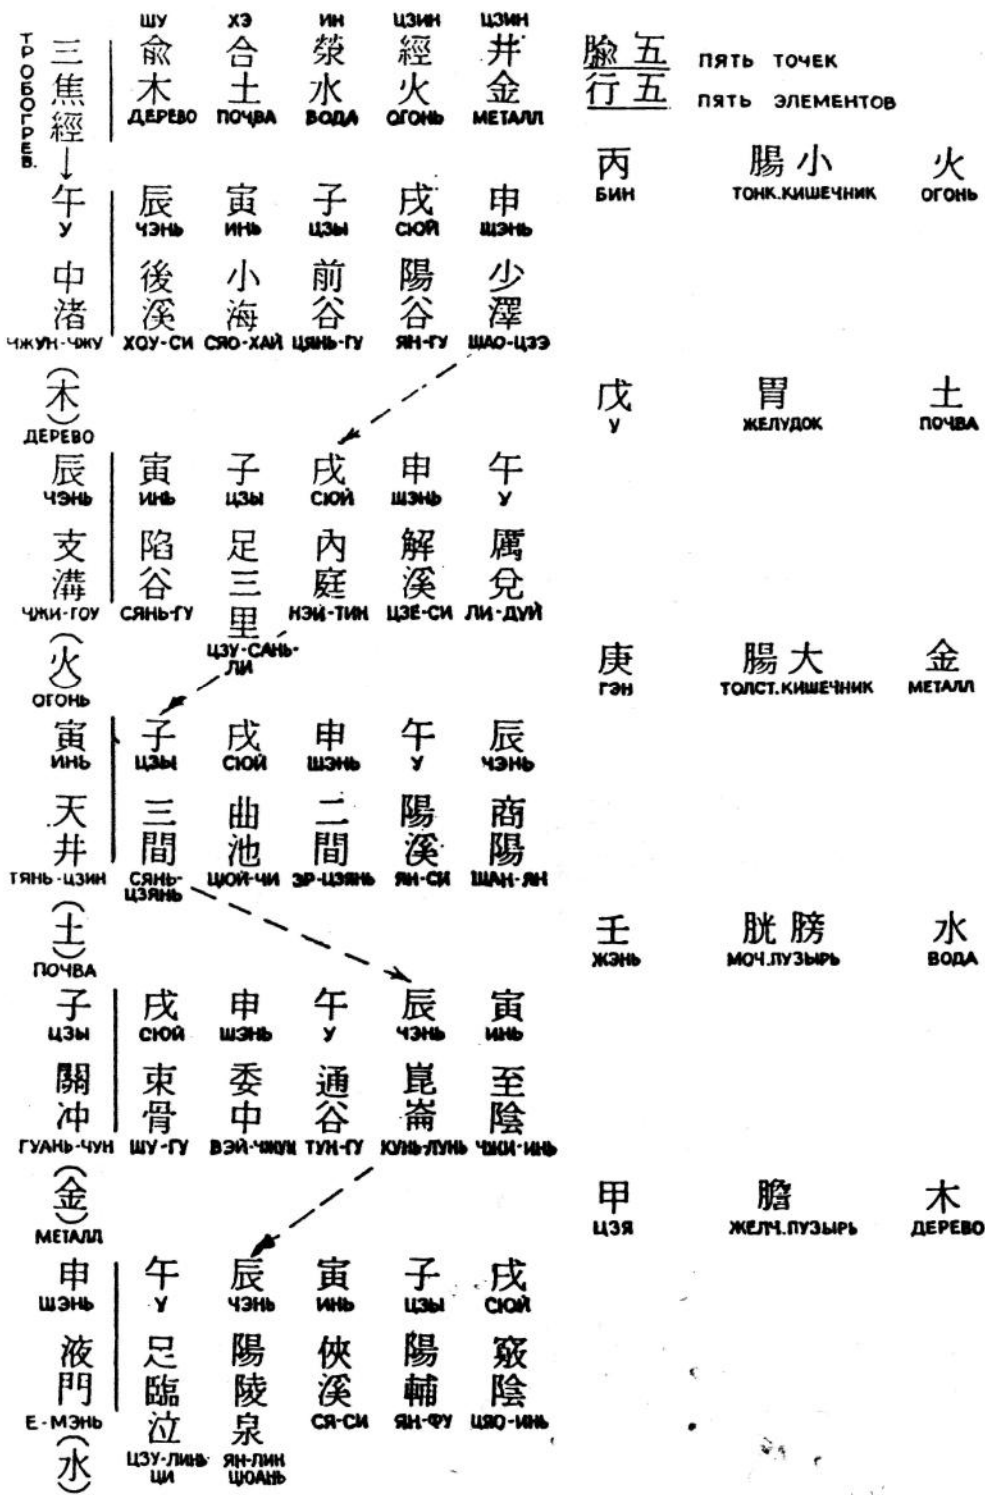 ШУ ХЭ ИН ЦЗИН ЦЗИН
ТР ОБОГРЕВ.
三焦經
俞 合 滎 經 井
木 土 水 火 金
ДЕРЕВО ПОЧВА ВОДА ОГОНЬ МЕТАЛЛ
腧 五 ПЯТЬ ТОЧЕК
行 五 ПЯТЬ ЭЛЕМЕНТОВ
丙 腸小 火
БИН ТОНК.КИШЕЧНИК ОГОНЬ
午 辰 寅 子 戌 申
У ЧЭНЬ ИНЬ ЦЗЫ СЮЙ ШЭНЬ
中 後 小 前 陽 少
渚 溪 海 谷 谷 澤
ЧЖУН-ЧЖУ ХОУ-СИ СЯО-ХАЙ ЦЯНЬ-ГУ ЯН-ГУ ШАО-ЦЗЭ
(木)
ДЕРЕВО
戊 胃 土
У ЖЕЛУДОК ПОЧВА
辰 寅 子 戌 申 午
ЧЭНЬ ИНЬ ЦЗЫ СЮЙ ШЭНЬ У
支 陷 足 內 解 厲
溝 谷 三 庭 溪 兌
ЧЖИ-ГОУ СЯНЬ-ГУ 里 НЭЙ-ТИН ЦЗЕ-СИ ЛИ-ДУЙ
ЦЗУ-САНЬ-
ЛИ
(火)
ОГОНЬ
庚 腸大 金
ГЭН ТОЛСТ.КИШЕЧНИК МЕТАЛЛ
寅 子 戌 申 午 辰
ИНЬ ЦЗЫ СЮЙ ШЭНЬ У ЧЭНЬ
天 三 曲 二 陽 商
井 間 池 間 溪 陽
ТЯНЬ-ЦЗИН СЯНЬ- ЦЮЙ-ЧИ ЭР-ЦЗЯНЬ ЯН-СИ ШАН-ЯН
ЦЗЯНЬ
(土)
ПОЧВА
壬 胱膀 水
ЖЭНЬ МОЧ.ПУЗЫРЬ ВОДА
子 戌 申 午 辰 寅
ЦЗЫ СЮЙ ШЭНЬ У ЧЭНЬ ИНЬ
關 束 委 通 崑 至
冲 骨 中 谷 崙 陰
ГУАНЬ-ЧУН ШУ-ГУ ВЭЙ-ЧЖУН ТУН-ГУ КУНЬ-ЛУНЬ ЧЖИ-ИНЬ
(金)
МЕТАЛЛ
甲 膽 木
ЦЗЯ ЖЕЛЧ.ПУЗЫРЬ ДЕРЕВО
申 午 辰 寅 子 戌
ШЭНЬ У ЧЭНЬ ИНЬ ЦЗЫ СЮЙ
液 足 陽 俠 陽 竅
門 臨 陵 溪 輔 陰
Е-МЭНЬ 泣 泉 СЯ-СИ ЯН-ФУ ЦЯО-ИНЬ
ЦЗУ-ЛИНЬ- ЯН-ЛИН
ЦИ ЦЮАНЬ
(水)